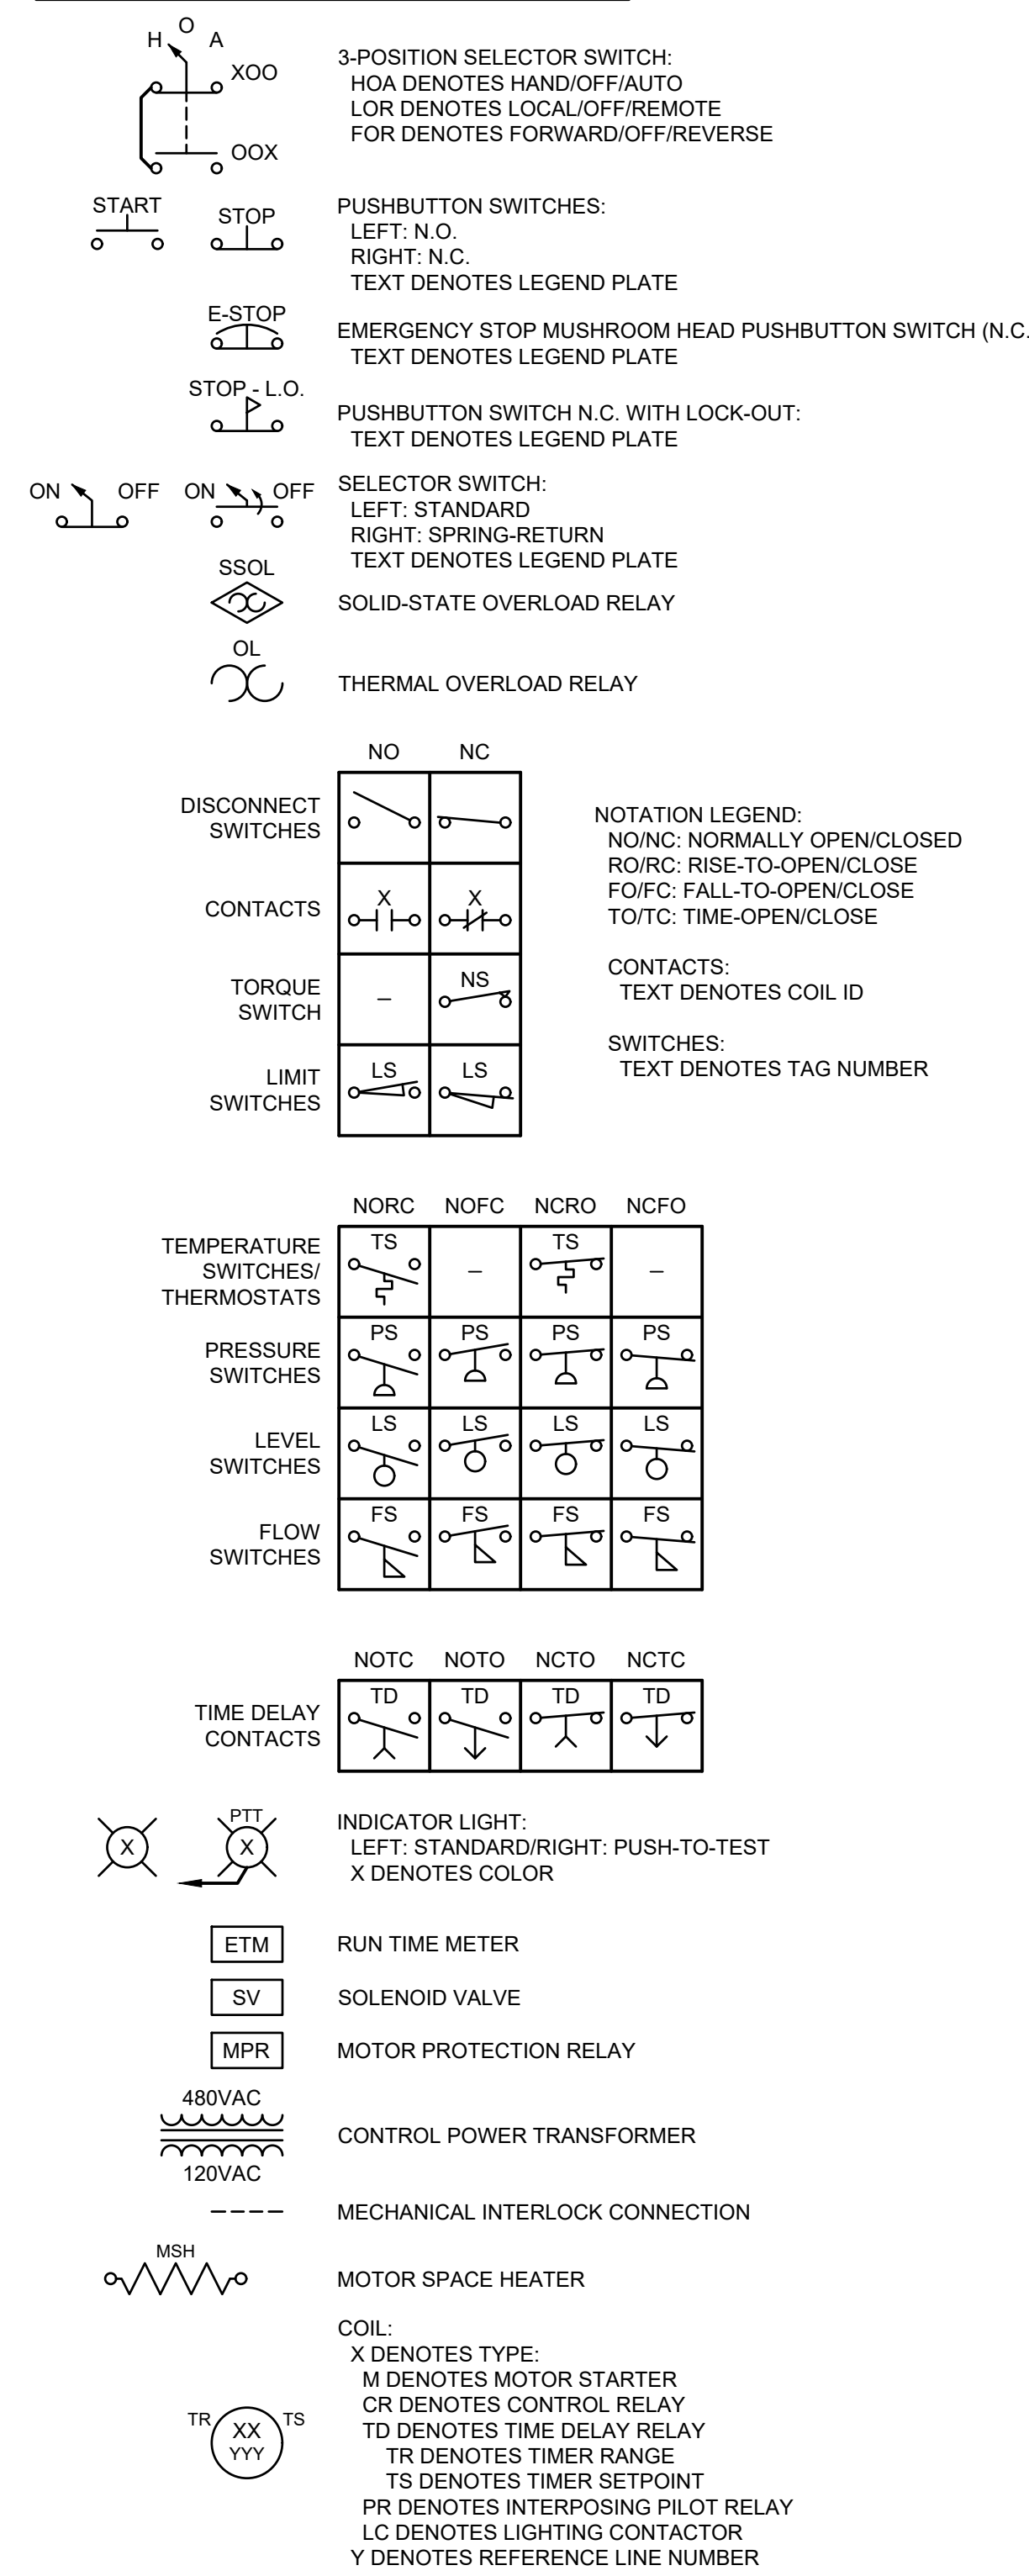 H O A
XOO
OOX
3-POSITION SELECTOR SWITCH:
HOA DENOTES HAND/OFF/AUTO
LOR DENOTES LOCAL/OFF/REMOTE
FOR DENOTES FORWARD/OFF/REVERSE
START STOP
PUSHBUTTON SWITCHES:
LEFT: N.O.
RIGHT: N.C.
TEXT DENOTES LEGEND PLATE
E-STOP
EMERGENCY STOP MUSHROOM HEAD PUSHBUTTON SWITCH (N.C.
TEXT DENOTES LEGEND PLATE
STOP - L.O.
PUSHBUTTON SWITCH N.C. WITH LOCK-OUT:
TEXT DENOTES LEGEND PLATE
ON OFF ON OFF
SELECTOR SWITCH:
LEFT: STANDARD
RIGHT: SPRING-RETURN
TEXT DENOTES LEGEND PLATE
SSOL
SOLID-STATE OVERLOAD RELAY
OL
THERMAL OVERLOAD RELAY
NO NC
DISCONNECT
SWITCHES
CONTACTS X X
TORQUE
SWITCH
– NS
LIMIT
SWITCHES
LS LS
NOTATION LEGEND:
NO/NC: NORMALLY OPEN/CLOSED
RO/RC: RISE-TO-OPEN/CLOSE
FO/FC: FALL-TO-OPEN/CLOSE
TO/TC: TIME-OPEN/CLOSE
CONTACTS:
TEXT DENOTES COIL ID
SWITCHES:
TEXT DENOTES TAG NUMBER
NORC NOFC NCRO NCFO
TEMPERATURE
SWITCHES/
THERMOSTATS
TS – TS –
PRESSURE
SWITCHES
PS PS PS PS
LEVEL
SWITCHES
LS LS LS LS
FLOW
SWITCHES
FS FS FS FS
NOTC NOTO NCTO NCTC
TIME DELAY
CONTACTS
TD TD TD TD
PTT
X X
INDICATOR LIGHT:
LEFT: STANDARD/RIGHT: PUSH-TO-TEST
X DENOTES COLOR
ETM RUN TIME METER
SV SOLENOID VALVE
MPR MOTOR PROTECTION RELAY
480VAC
120VAC
CONTROL POWER TRANSFORMER
MECHANICAL INTERLOCK CONNECTION
MSH
MOTOR SPACE HEATER
TR XX TS
YYY
COIL:
X DENOTES TYPE:
M DENOTES MOTOR STARTER
CR DENOTES CONTROL RELAY
TD DENOTES TIME DELAY RELAY
TR DENOTES TIMER RANGE
TS DENOTES TIMER SETPOINT
PR DENOTES INTERPOSING PILOT RELAY
LC DENOTES LIGHTING CONTACTOR
Y DENOTES REFERENCE LINE NUMBER